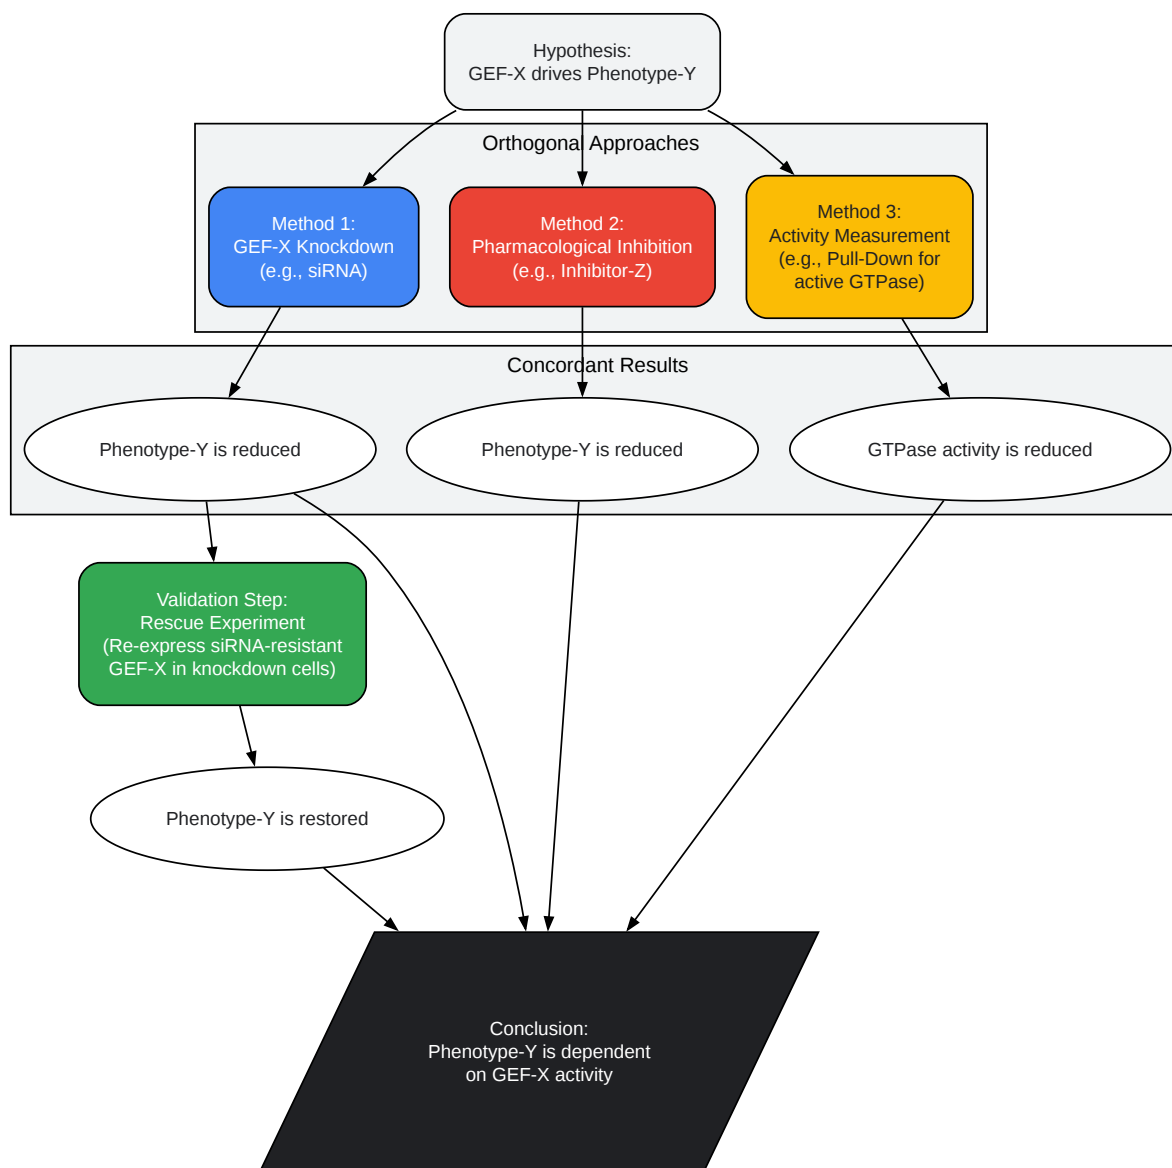 Hypothesis:
GEF-X drives Phenotype-Y
Orthogonal Approaches
Method 1:
GEF-X Knockdown
(e.g., siRNA)
Method 2:
Pharmacological Inhibition
(e.g., Inhibitor-Z)
Method 3:
Activity Measurement
(e.g., Pull-Down for
active GTPase)
Concordant Results
Phenotype-Y is reduced
Phenotype-Y is reduced
GTPase activity is reduced
Validation Step:
Rescue Experiment
(Re-express siRNA-resistant
GEF-X in knockdown cells)
Phenotype-Y is restored
Conclusion:
Phenotype-Y is dependent
on GEF-X activity